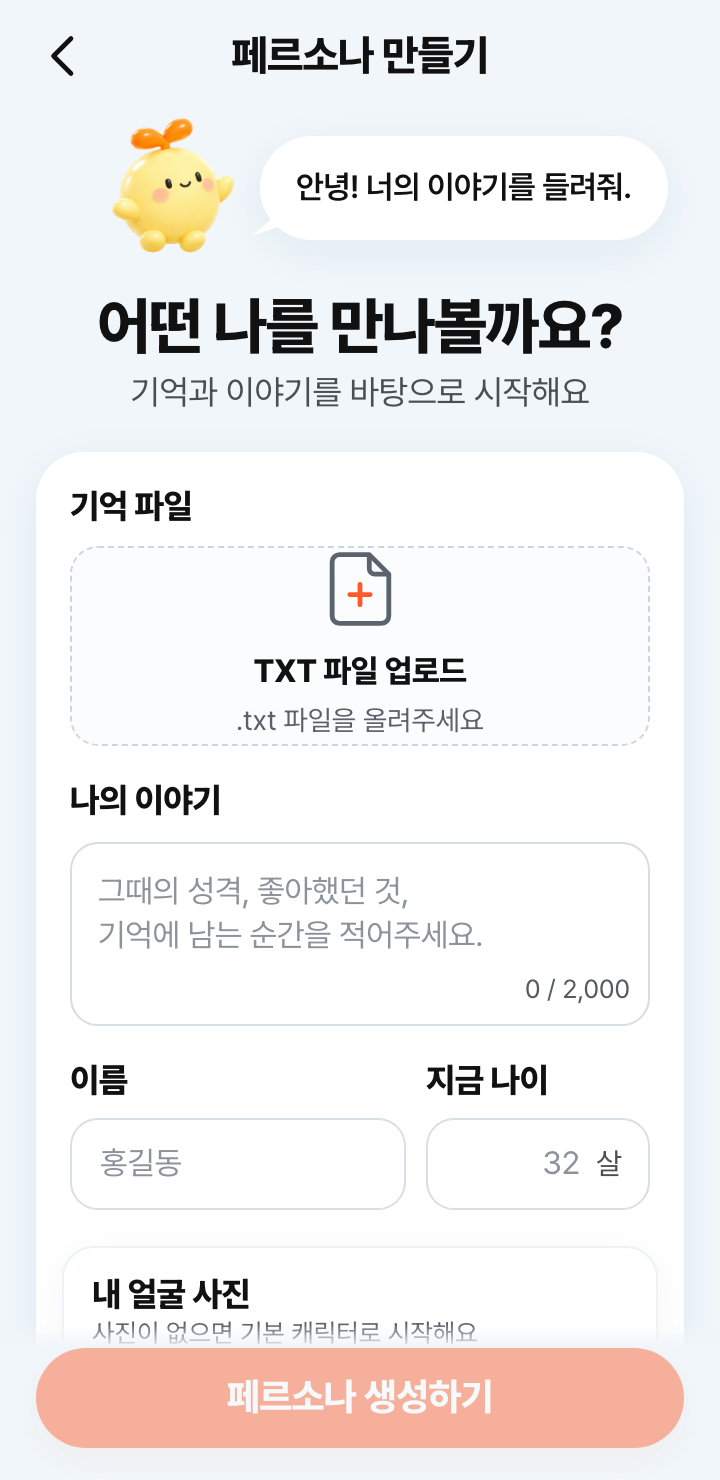 페르소나 만들기
안녕! 너의 이야기를 들려줘.
어떤 나를 만나볼까요?
기억과 이야기를 바탕으로 시작해요
기억 파일
TXT 파일 업로드
.txt 파일을 올려주세요
나의 이야기
그때의 성격, 좋아했던 것,
기억에 남는 순간을 적어주세요.
0 / 2,000
이름
지금 나이
홍길동
32 살
내 얼굴 사진
사진이 없으면 기본 캐릭터로 시작해요
페르소나 생성하기